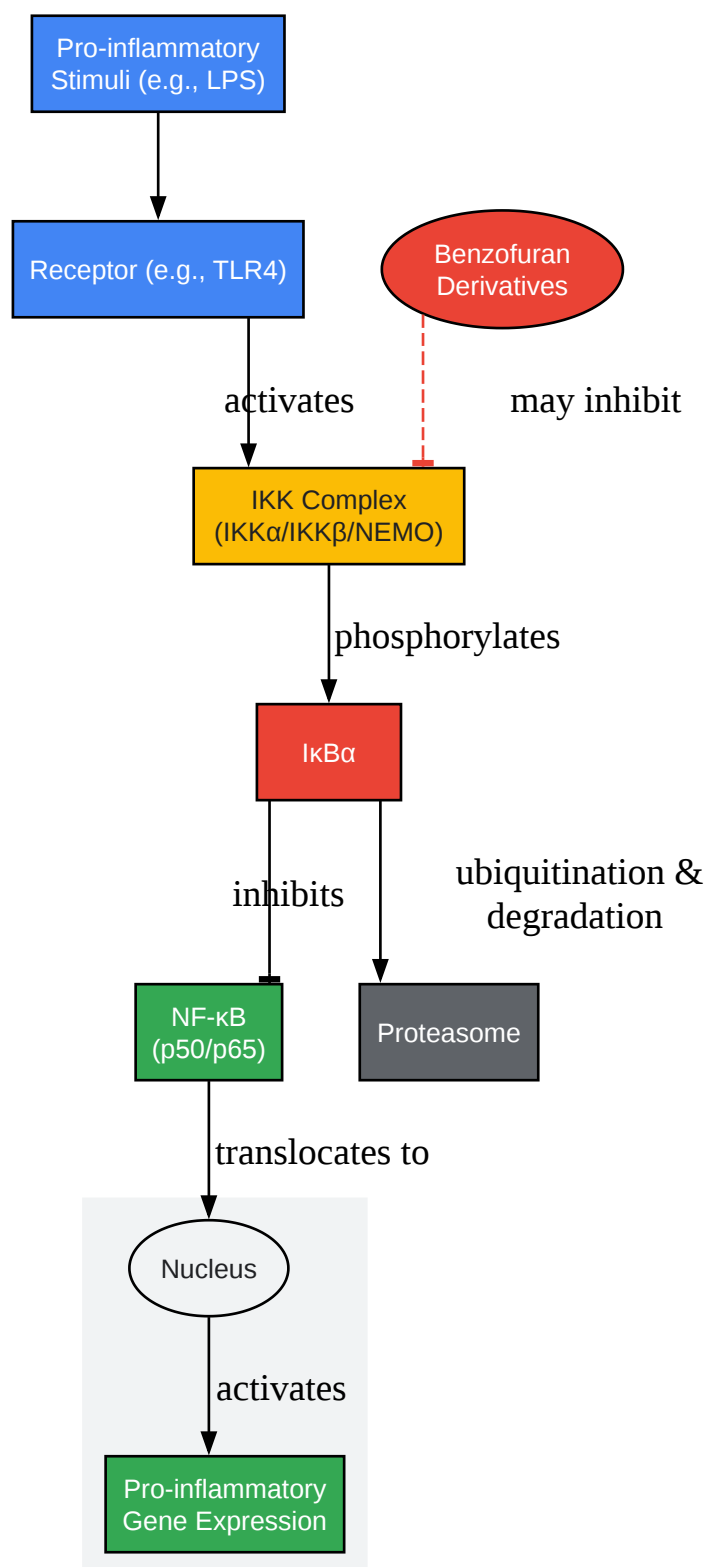 Pro-inflammatory
Stimuli (e.g., LPS)
Receptor (e.g., TLR4)
Benzofuran
Derivatives
activates
may inhibit
IKK Complex
(IKKα/IKKβ/NEMO)
phosphorylates
IκBα
inhibits
ubiquitination &
degradation
NF-κB
(p50/p65)
Proteasome
translocates to
Nucleus
activates
Pro-inflammatory
Gene Expression